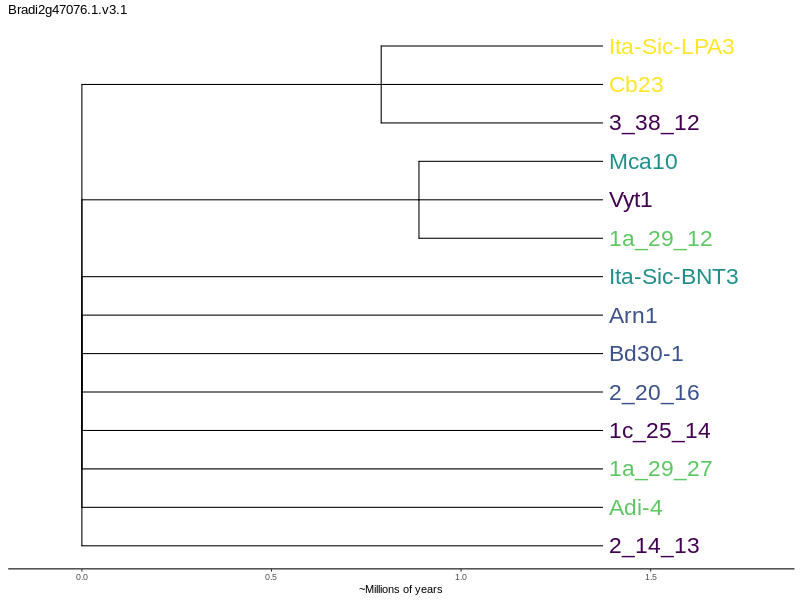 Bradi2g47076.1.v3.1
Ita-Sic-LPA3
Cb23
3_38_12
Mca10
Vyt1
1a_29_12
Ita-Sic-BNT3
Arn1
Bd30-1
2_20_16
1c_25_14
1a_29_27
Adi-4
2_14_13
0.0 0.5 1.0 1.5
~Millions of years